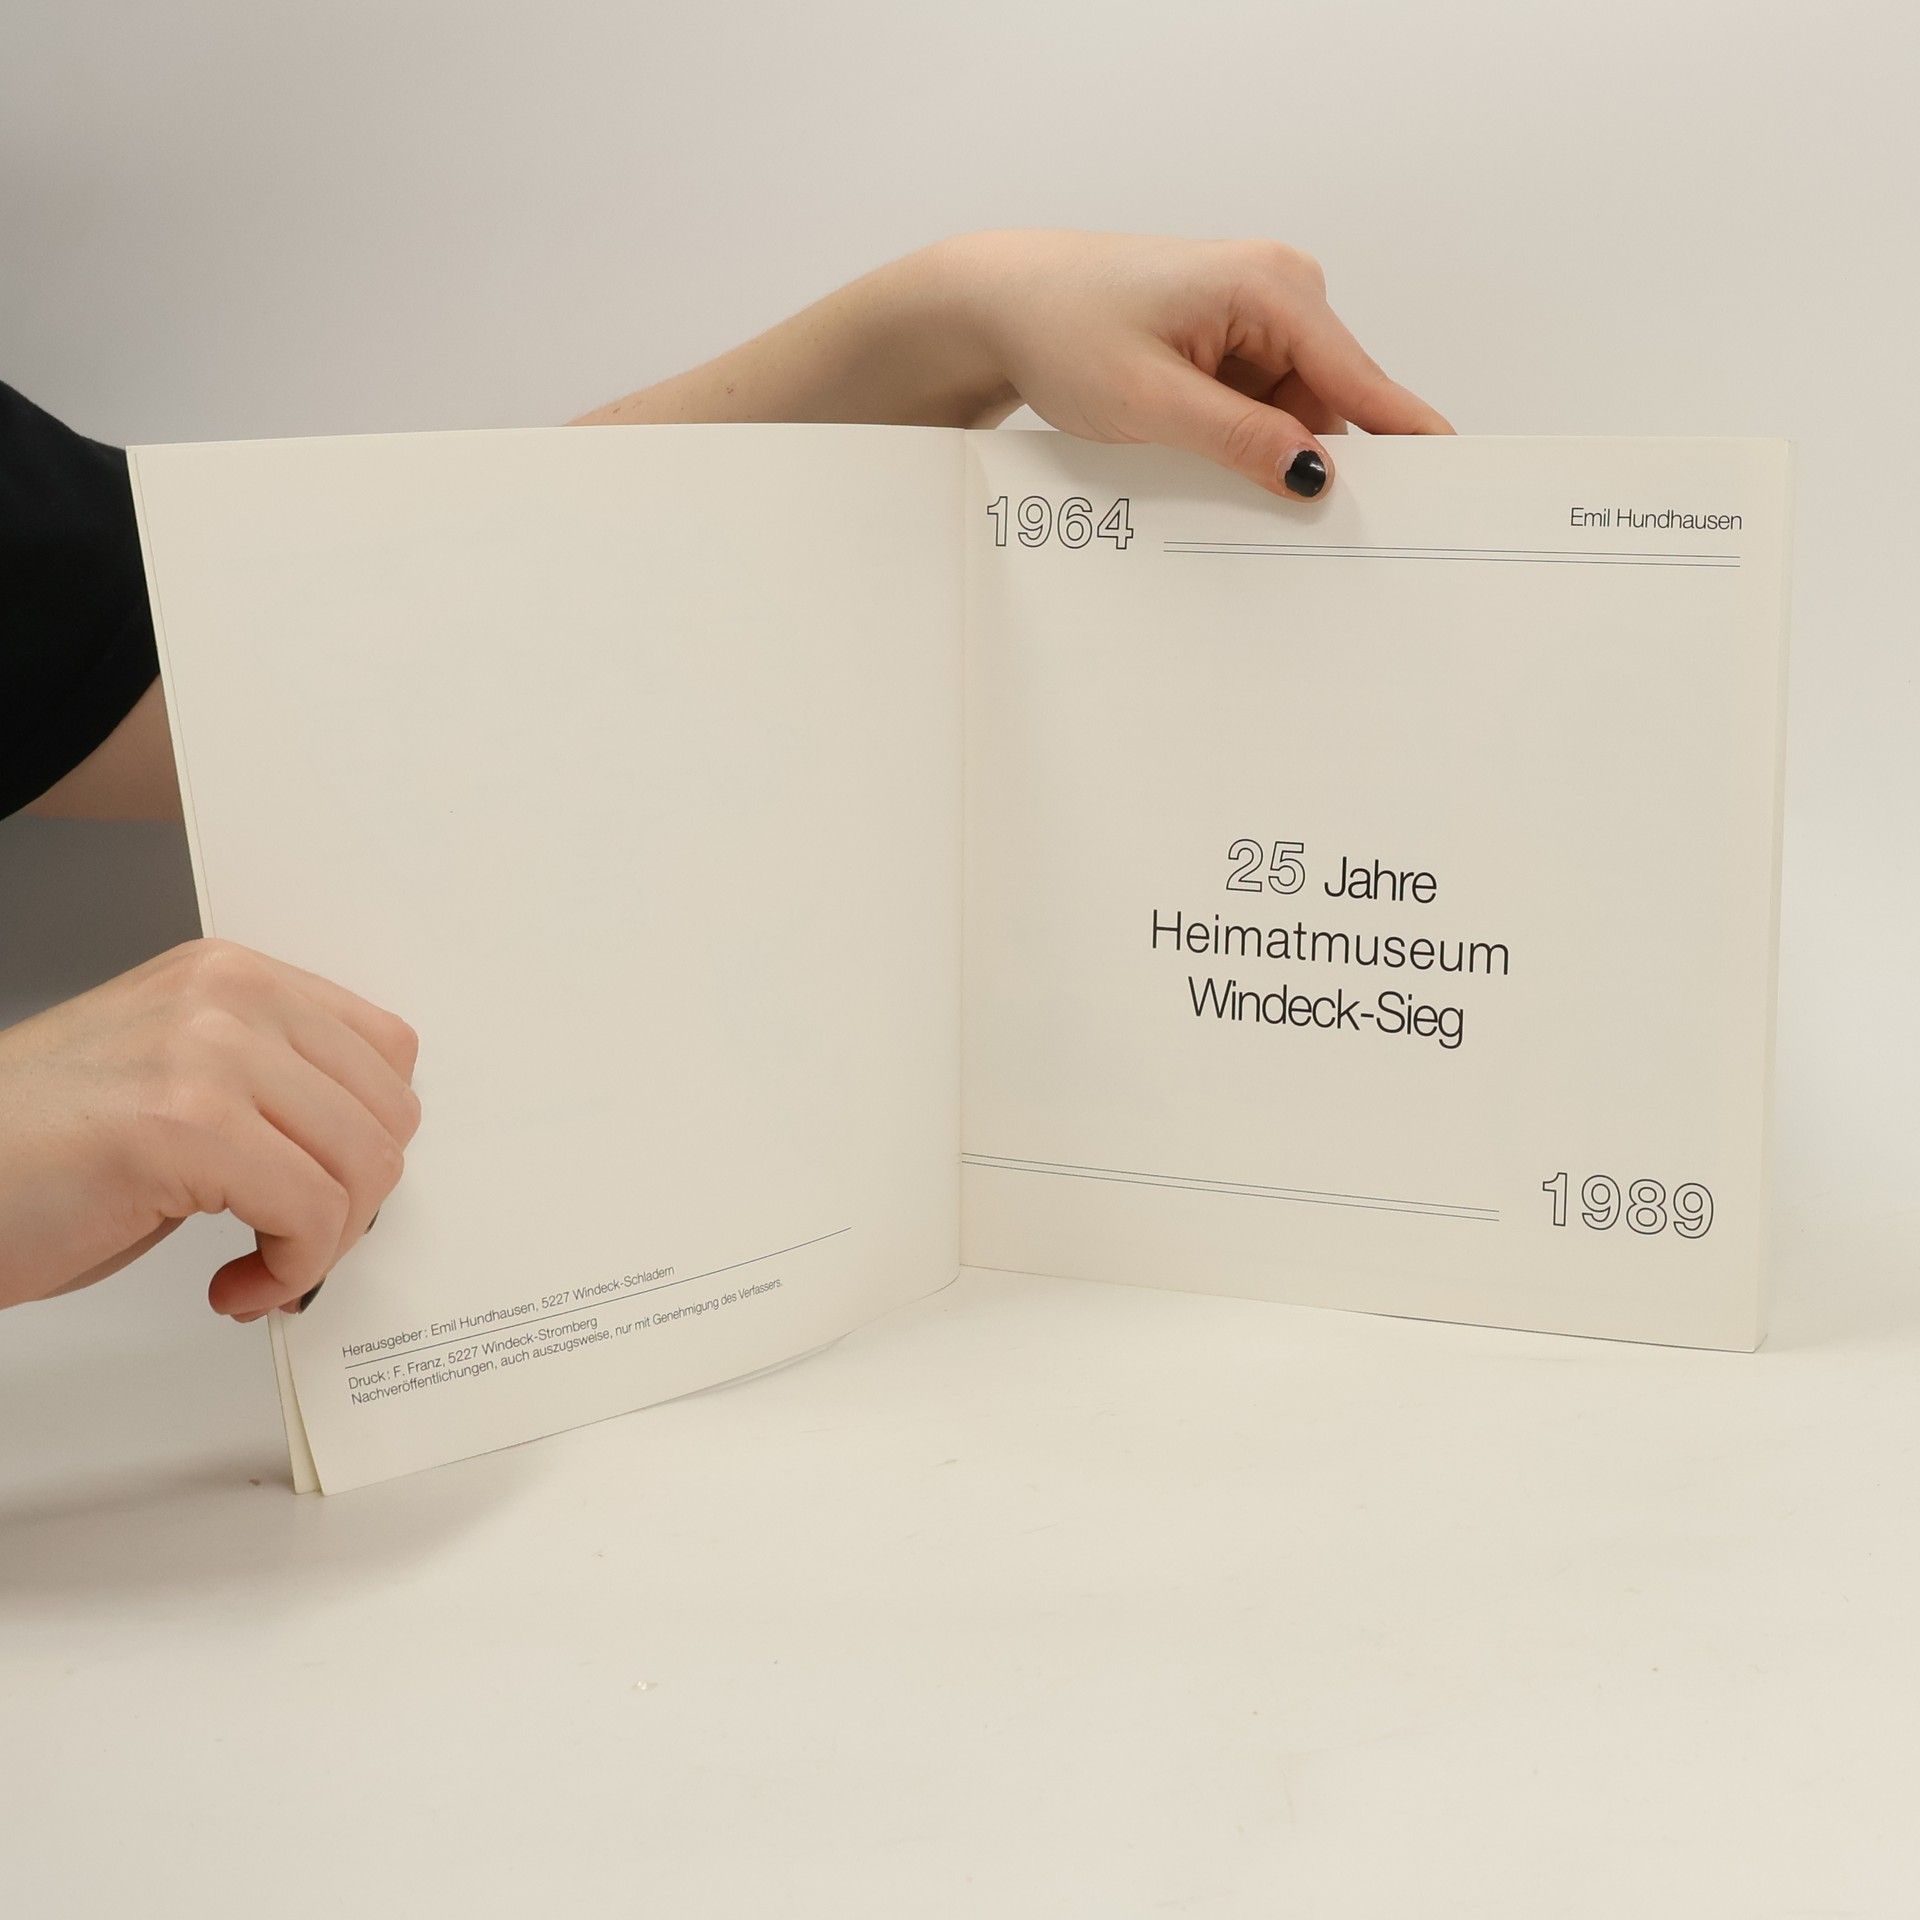 Herausgeber: Emil Hundhausen, 5227 Windeck-Schladern
Druck: F. Franz, 5227 Windeck-Stromberg
Nachveröffentlichungen, auch auszugsweise, nur mit Genehmigung des Verfassers.
1964
Emil Hundhausen
25 Jahre
Heimatmuseum
Windeck-Sieg
1989